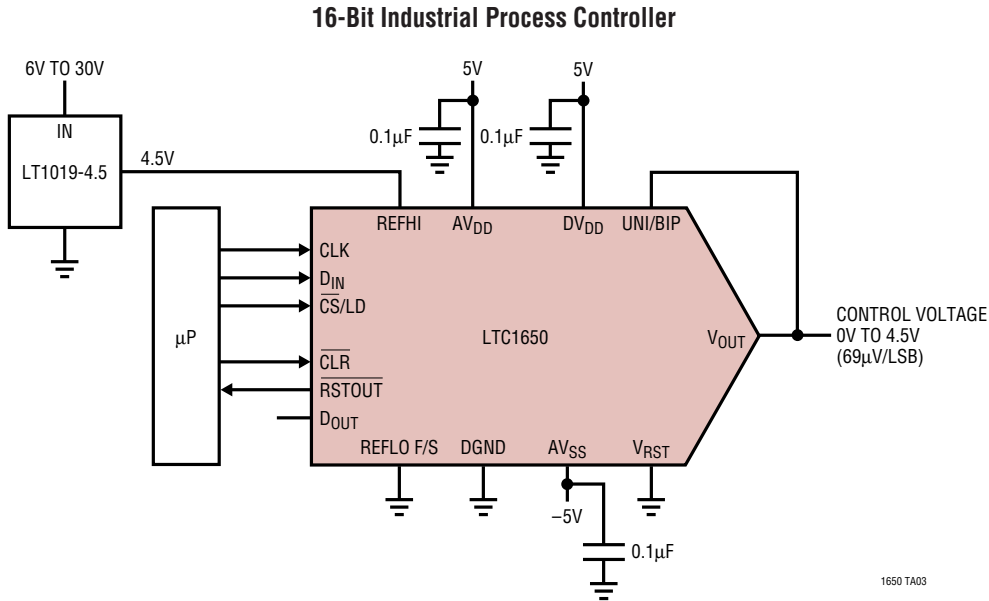 16-Bit Industrial Process Controller
6V TO 30V
IN
LT1019-4.5
4.5V
5V
0.1µF
5V
0.1µF
REFHI
AVDD
DVDD
UNI/BIP
µP
CLK
DIN
CS/LD
CLR
RSTOUT
DOUT
LTC1650
VOUT
CONTROL VOLTAGE
0V TO 4.5V
(69µV/LSB)
REFLO F/S
DGND
AVSS
VRST
–5V
0.1µF
1650 TA03